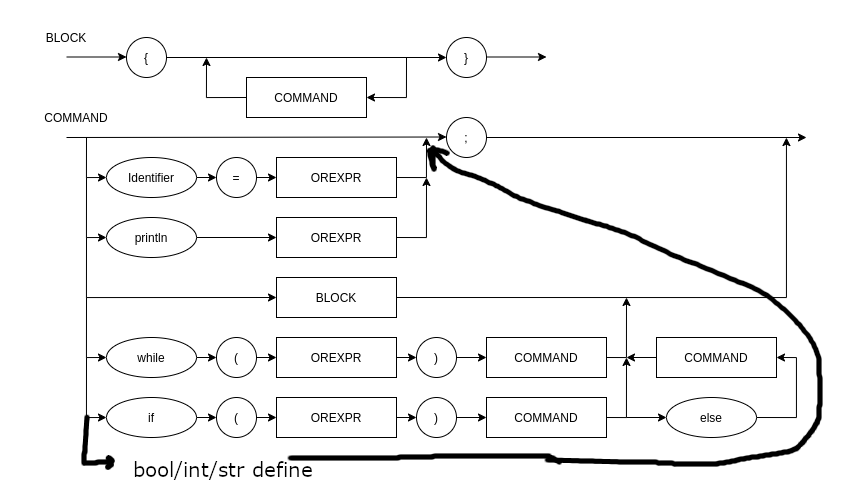 BLOCK
{ COMMAND }
COMMAND
;
Identifier = OREXPR
println OREXPR
BLOCK
while ( OREXPR ) COMMAND COMMAND
if ( OREXPR ) COMMAND else
bool/int/str define